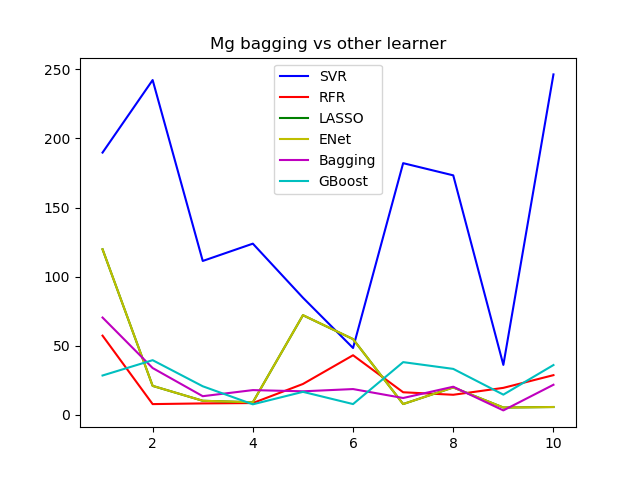 Mg bagging vs other learner
250
200
150
100
50
0
SVR
RFR
LASSO
ENet
Bagging
GBoost
2 4 6 8 10